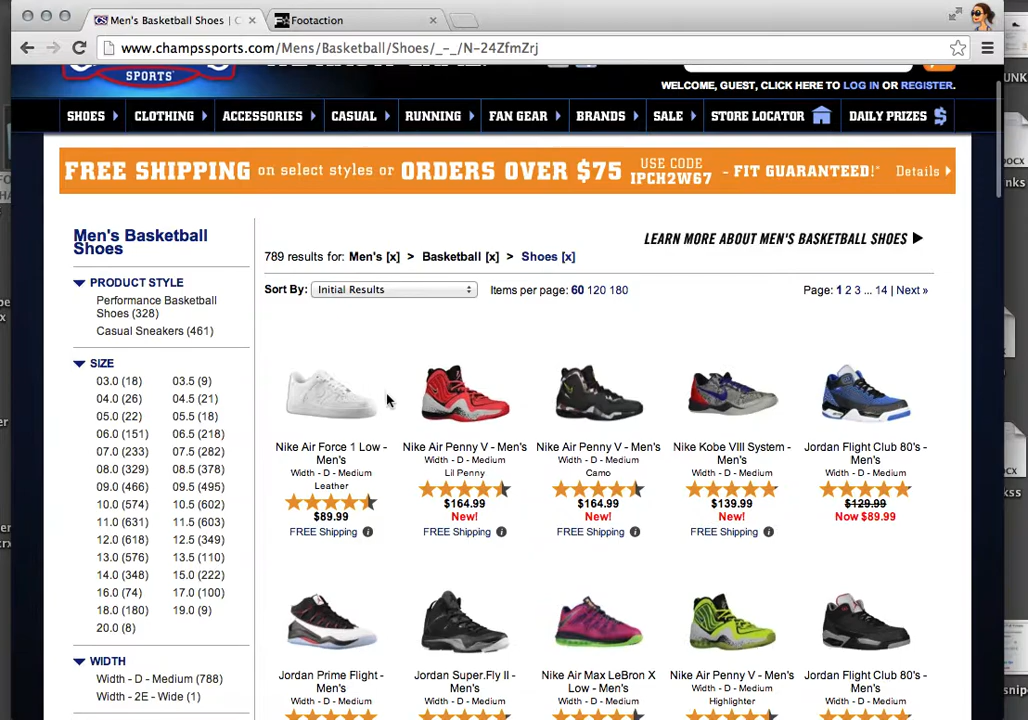 Men's Basketball Shoes | C
Footaction
www.champssports.com/Mens/Basketball/Shoes/_-_/N-24ZfmZrj
SPORTS
WELCOME, GUEST, CLICK HERE TO LOG IN OR REGISTER.
SHOES CLOTHING ACCESSORIES CASUAL RUNNING FAN GEAR BRANDS SALE STORE LOCATOR DAILY PRIZES $
FREE SHIPPING on select styles or ORDERS OVER $75 USE CODE IPCH2W67 - FIT GUARANTEED!* Details
Men's Basketball
Shoes
LEARN MORE ABOUT MEN'S BASKETBALL SHOES
789 results for: Men's [x] > Basketball [x] > Shoes [x]
PRODUCT STYLE
Performance Basketball
Shoes (328)
Casual Sneakers (461)
Sort By: Initial Results Items per page: 60 120 180 Page: 1 2 3 ... 14 | Next »
SIZE
03.0 (18) 03.5 (9)
04.0 (26) 04.5 (21)
05.0 (22) 05.5 (18)
06.0 (151) 06.5 (218)
07.0 (233) 07.5 (282)
08.0 (329) 08.5 (378)
09.0 (466) 09.5 (495)
10.0 (574) 10.5 (602)
11.0 (631) 11.5 (603)
12.0 (618) 12.5 (349)
13.0 (576) 13.5 (110)
14.0 (348) 15.0 (222)
16.0 (74) 17.0 (100)
18.0 (180) 19.0 (9)
20.0 (8)
WIDTH
Width - D - Medium (788)
Width - 2E - Wide (1)
Nike Air Force 1 Low -
Men's
Width - D - Medium
Leather
$89.99
FREE Shipping
Nike Air Penny V - Men's
Width - D - Medium
Lil Penny
$164.99
New!
FREE Shipping
Nike Air Penny V - Men's
Width - D - Medium
Camo
$164.99
New!
FREE Shipping
Nike Kobe VIII System -
Men's
Width - D - Medium
$139.99
New!
FREE Shipping
Jordan Flight Club 80's -
Men's
Width - D - Medium
$129.99
Now $89.99
Jordan Prime Flight -
Men's
Width - D - Medium
Jordan Super.Fly II -
Men's
Width - D - Medium
Nike Air Max LeBron X
Low - Men's
Width - D - Medium
Nike Air Penny V - Men's
Width - D - Medium
Highlighter
Jordan Flight Club 80's -
Men's
Width - D - Medium